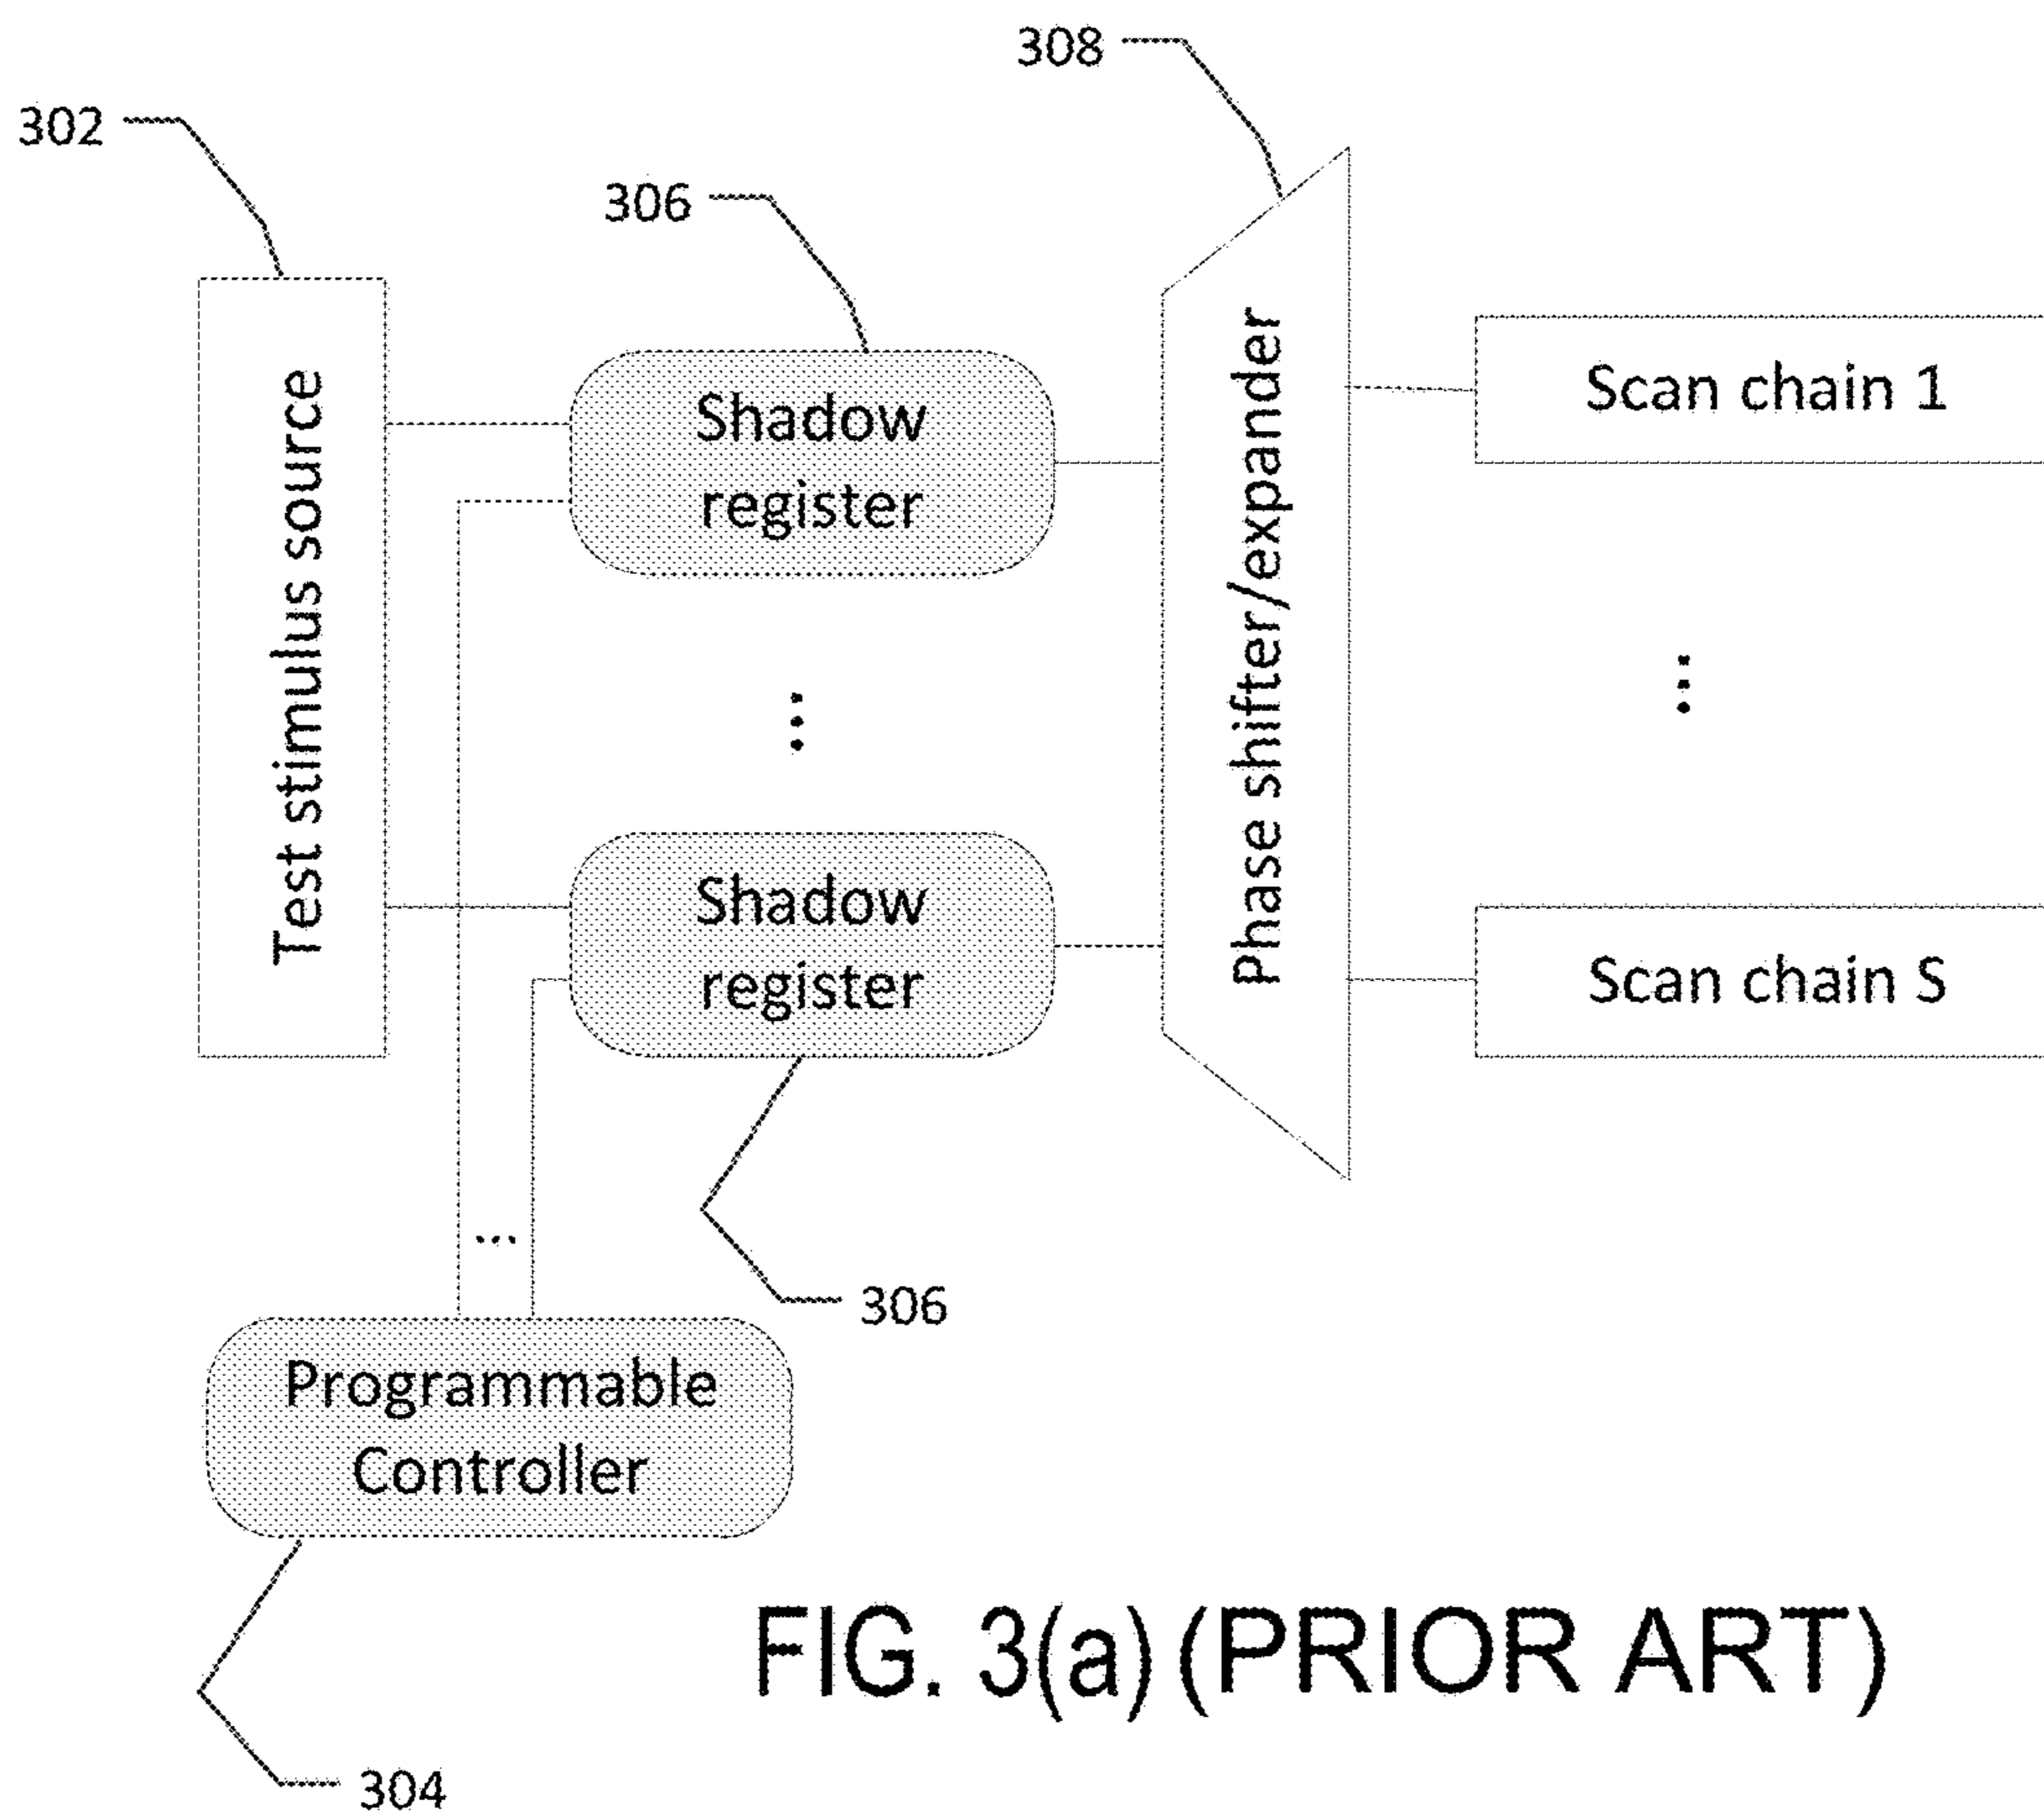 308
302
306
Test stimulus source
Shadow
register
Phase shifter/expander
Scan chain 1
...
...
Shadow
register
Scan chain S
...
306
Programmable
Controller
304
FIG. 3(a) (PRIOR ART)